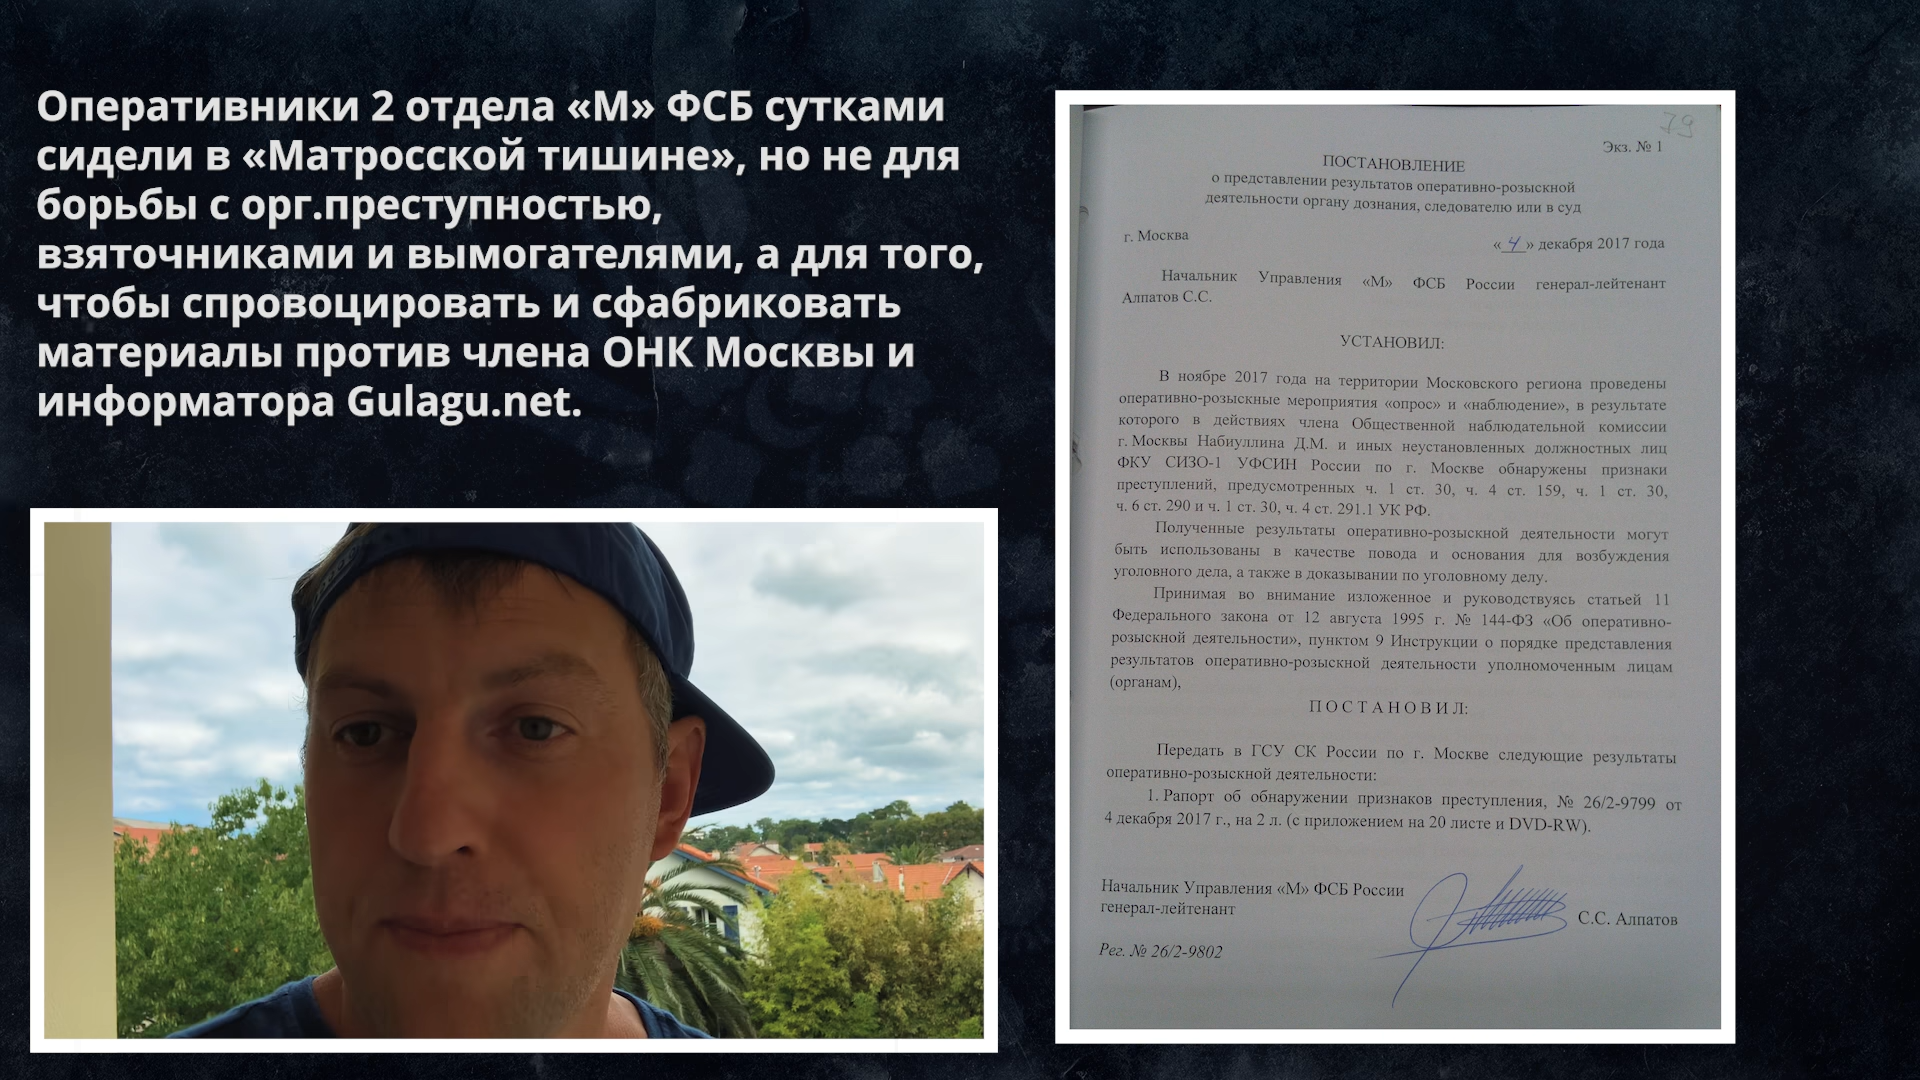 Оперативники 2 отдела «М» ФСБ сутками
сидели в «Матросской тишине», но не для
борьбы с орг.преступностью,
взяточниками и вымогателями, а для того,
чтобы спровоцировать и сфабриковать
материалы против члена ОНК Москвы и
информатора Gulagu.net.
79
Экз. № 1
ПОСТАНОВЛЕНИЕ
о представлении результатов оперативно-розыскной
деятельности органу дознания, следователю или в суд
г. Москва
« 4 » декабря 2017 года
Начальник Управления «М» ФСБ России генерал-лейтенант
Алпатов С.С.
УСТАНОВИЛ:
В ноябре 2017 года на территории Московского региона проведены
оперативно-розыскные мероприятия «опрос» и «наблюдение», в результате
которого в действиях члена Общественной наблюдательной комиссии
г. Москвы Набиуллина Д.М. и иных неустановленных должностных лиц
ФКУ СИЗО-1 УФСИН России по г. Москве обнаружены признаки
преступлений, предусмотренных ч. 1 ст. 30, ч. 4 ст. 159, ч. 1 ст. 30,
ч. 6 ст. 290 и ч. 1 ст. 30, ч. 4 ст. 291.1 УК РФ.
Полученные результаты оперативно-розыскной деятельности могут
быть использованы в качестве повода и основания для возбуждения
уголовного дела, а также в доказывании по уголовному делу.
Принимая во внимание изложенное и руководствуясь статьей 11
Федерального закона от 12 августа 1995 г. № 144-ФЗ «Об оперативно-
розыскной деятельности», пунктом 9 Инструкции о порядке представления
результатов оперативно-розыскной деятельности уполномоченным лицам
(органам),
П О С Т А Н О В И Л:
Передать в ГСУ СК России по г. Москве следующие результаты
оперативно-розыскной деятельности:
1. Рапорт об обнаружении признаков преступления, № 26/2-9799 от
4 декабря 2017 г., на 2 л. (с приложением на 20 листе и DVD-RW).
Начальник Управления «М» ФСБ России
генерал-лейтенант
С.С. Алпатов
Рег. № 26/2-9802